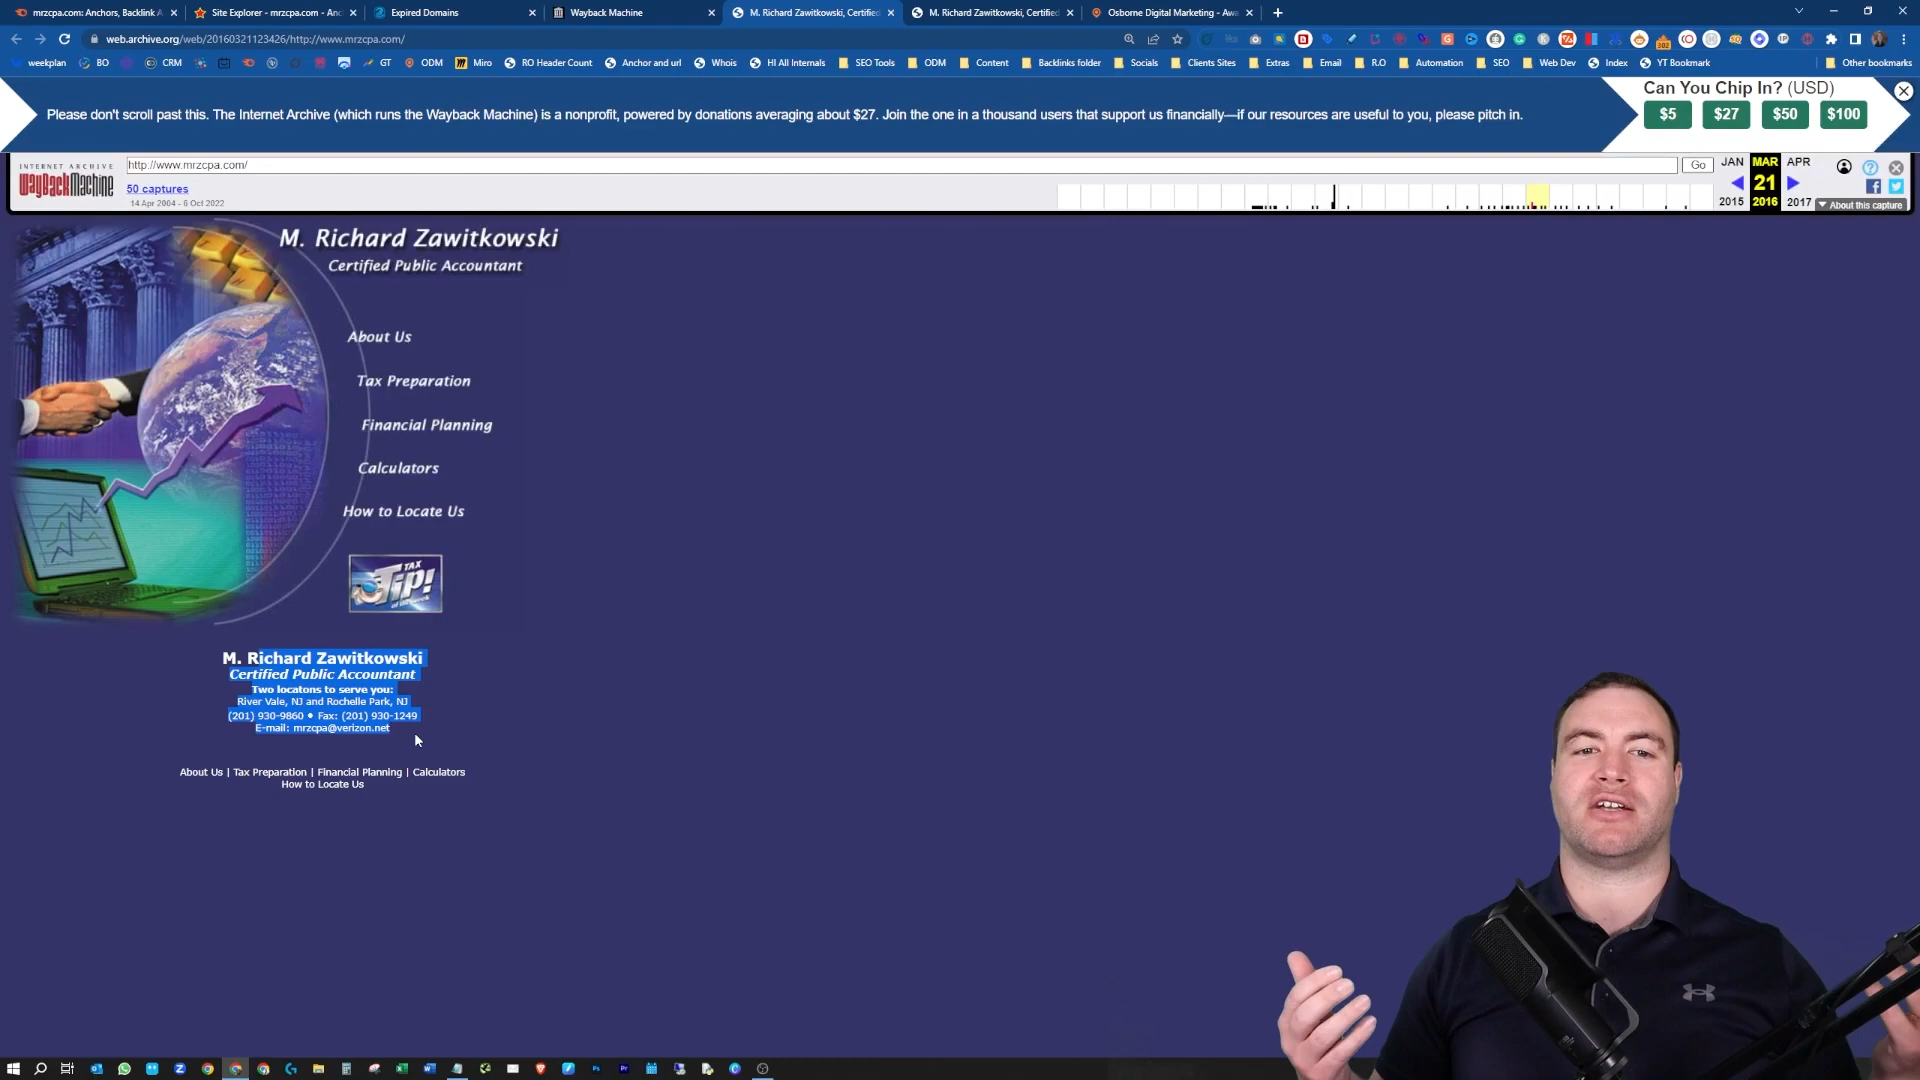 mrzcpa.com: Anchors, Backlink A
Site Explorer - mrzcpa.com - Anc
Expired Domains
Wayback Machine
M. Richard Zawitkowski, Certified
M. Richard Zawitkowski, Certified
Osborne Digital Marketing - Awa
web.archive.org/web/20160321123426/http://www.mrzcpa.com/
weekplan
BO
CRM
GT
ODM
Miro
RO Header Count
Anchor and url
Whois
HI All Internals
SEO Tools
ODM
Content
Backlinks folder
Socials
Clients Sites
Extras
Email
R.O
Automation
SEO
Web Dev
Index
YT Bookmark
Other bookmarks
Please don't scroll past this. The Internet Archive (which runs the Wayback Machine) is a nonprofit, powered by donations averaging about $27. Join the one in a thousand users that support us financially—if our resources are useful to you, please pitch in.
Can You Chip In? (USD)
$5
$27
$50
$100
INTERNET ARCHIVE
WayBackMachine
http://www.mrzcpa.com/
Go
JAN
MAR
APR
50 captures
14 Apr 2004 - 6 Oct 2022
21
2015
2016
2017
About this capture
M. Richard Zawitkowski
Certified Public Accountant
About Us
Tax Preparation
Financial Planning
Calculators
How to Locate Us
TAX
TiP!
of the week
M. Richard Zawitkowski
Certified Public Accountant
Two locatons to serve you:
River Vale, NJ and Rochelle Park, NJ
(201) 930-9860 • Fax: (201) 930-1249
E-mail: mrzcpa@verizon.net
About Us | Tax Preparation | Financial Planning | Calculators
How to Locate Us